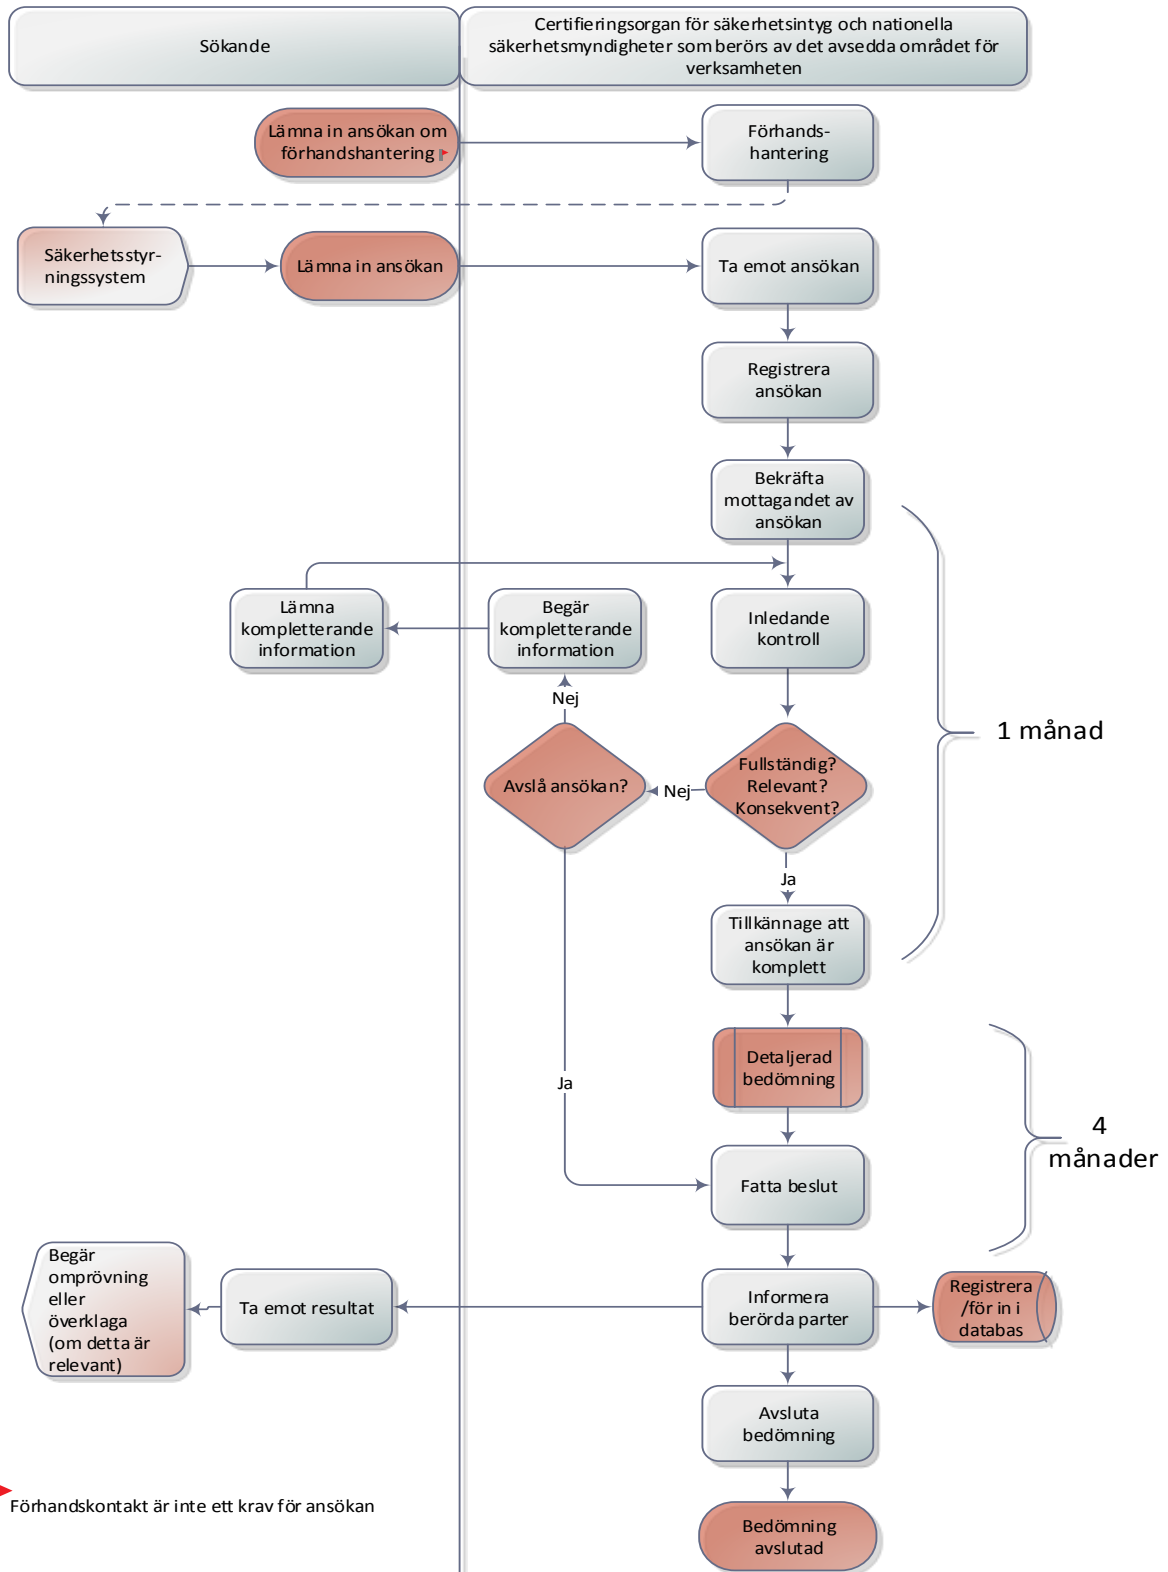 Sökande
Certifieringsorgan för säkerhetsintyg och nationella
säkerhetsmyndigheter som berörs av det avsedda området för
verksamheten
Lämna in ansökan om
förhandshantering
Förhands-
hantering
Säkerhetsstyr-
ningssystem
Lämna in ansökan
Ta emot ansökan
Registrera
ansökan
Bekräfta
mottagandet av
ansökan
Lämna
kompletterande
information
Begär
kompletterande
information
Inledande
kontroll
Nej
1 månad
Avslå ansökan?
Nej
Fullständig?
Relevant?
Konsekvent?
Ja
Tillkännage att
ansökan är
komplett
Detaljerad
bedömning
Ja
4
månader
Fatta beslut
Begär
omprövning
eller
överklaga
(om detta är
relevant)
Ta emot resultat
Informera
berörda parter
Registrera
/för in i
databas
Avsluta
bedömning
Förhandskontakt är inte ett krav för ansökan
Bedömning
avslutad